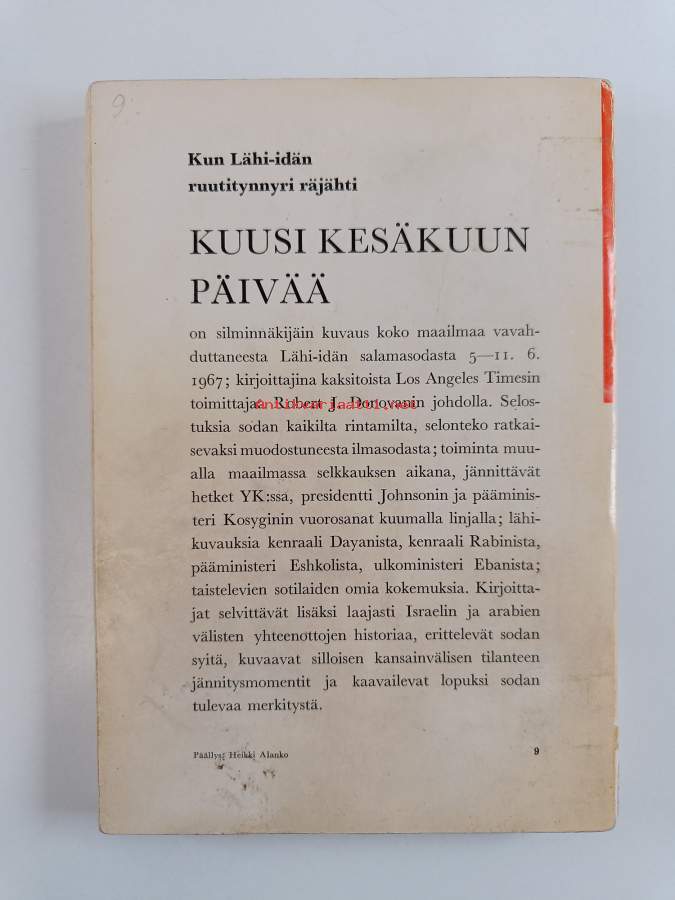 9.
Kun Lähi-idän
ruutitynnyri räjähti
KUUSI KESÄKUUN
PÄIVÄÄ
on silminnäkijäin kuvaus koko maailmaa vavah-
duttaneesta Lähi-idän salamasodasta 5—11. 6.
1967; kirjoittajina kaksitoista Los Angeles Timesin
toimittajaa Robert J. Donovanin johdolla. Selos-
antikvariaatti.net
tuksia sodan kaikilta rintamilta, selonteko ratkai-
sevaksi muodostuneesta ilmasodasta; toiminta muu-
alla maailmassa selkkauksen aikana, jännittävät
hetket YK:ssa, presidentti Johnsonin ja pääminis-
teri Kosyginin vuorosanat kuumalla linjalla; lähi-
kuvauksia kenraali Dayanista, kenraali Rabinista,
pääministeri Eshkolista, ulkoministeri Ebanista;
taistelevien sotilaiden omia kokemuksia. Kirjoitta-
jat selvittävät lisäksi laajasti Israelin ja arabien
välisten yhteenottojen historiaa, erittelevät sodan
syitä, kuvaavat silloisen kansainvälisen tilanteen
jännitysmomentit ja kaavailevat lopuksi sodan
tulevaa merkitystä.
Päällys: Heikki Alanko
9